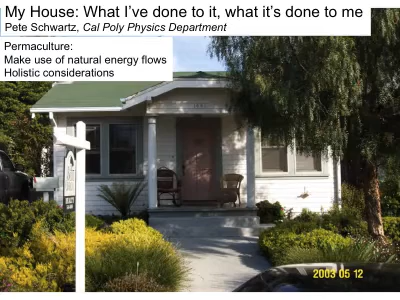 My House: What I've done to it, what it's done to me
Pete Schwartz, Cal Poly Physics Department
Permaculture:
Make use of natural energy flows
Holistic considerations
2003 05 12